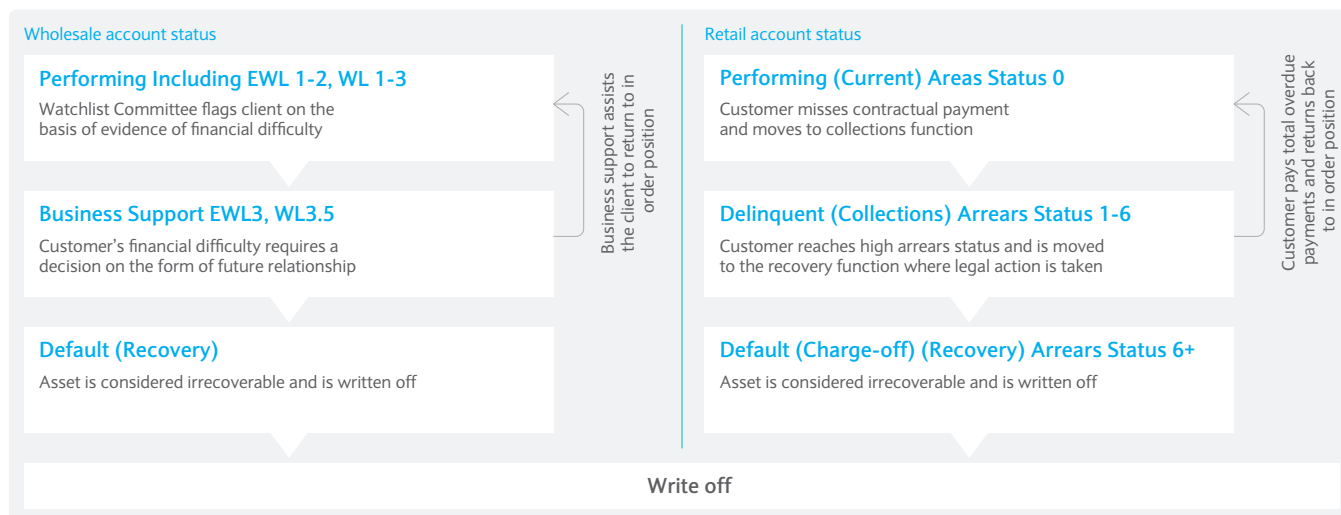 Wholesale account status
Performing Including EWL 1-2, WL 1-3
Watchlist Committee flags client on the
basis of evidence of financial difficulty
Business support assists
the client to return to in
order position
Business Support EWL3, WL3.5
Customer's financial difficulty requires a
decision on the form of future relationship
Default (Recovery)
Asset is considered irrecoverable and is written off
Retail account status
Performing (Current) Areas Status 0
Customer misses contractual payment
and moves to collections function
Customer pays total overdue
payments and returns back
to in order position
Delinquent (Collections) Arrears Status 1-6
Customer reaches high arrears status and is moved
to the recovery function where legal action is taken
Default (Charge-off) (Recovery) Arrears Status 6+
Asset is considered irrecoverable and is written off
Write off